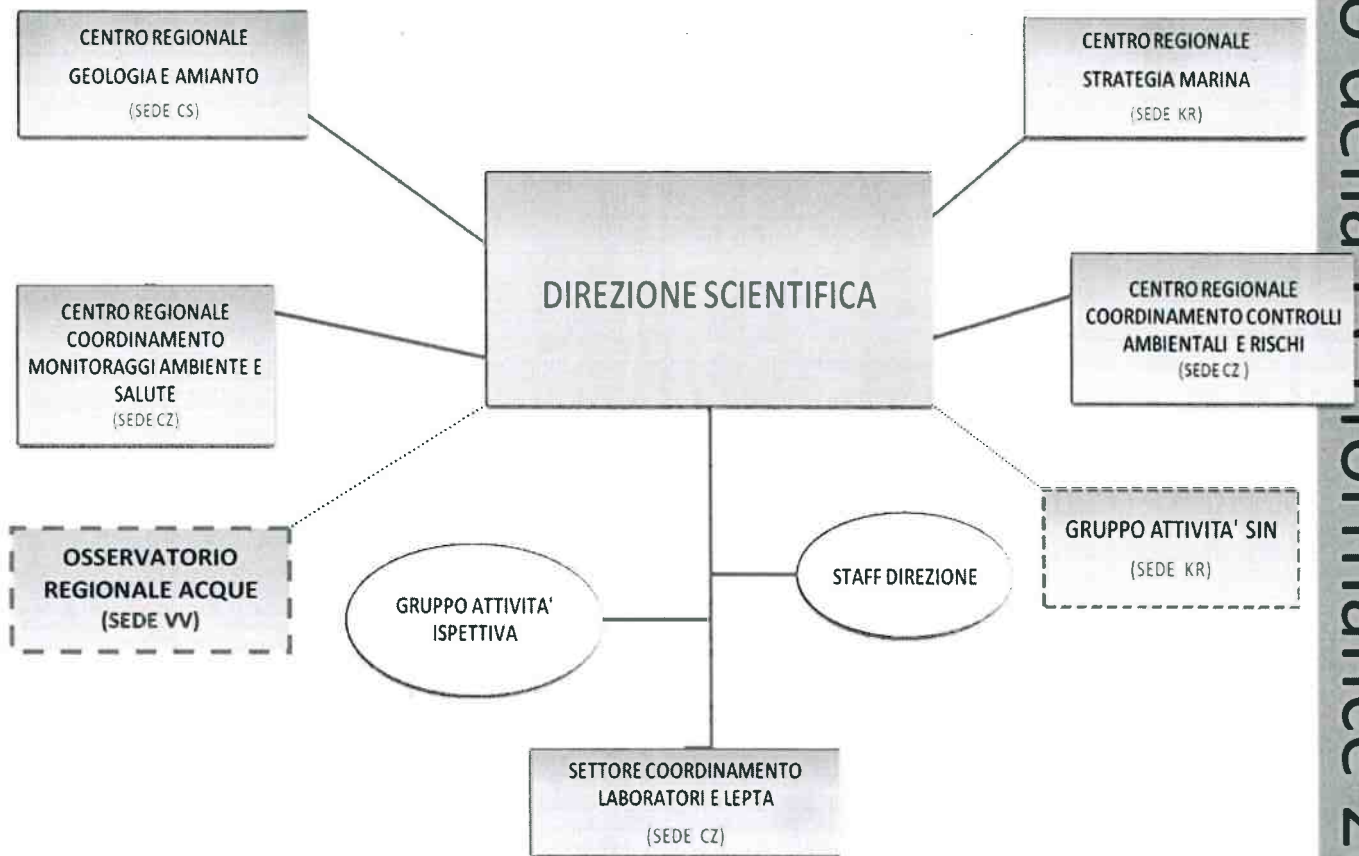 CENTRO REGIONALE
GEOLOGIA E AMIANTO
(SEDE CS)
CENTRO REGIONALE
STRATEGIA MARINA
(SEDE KR)
DIREZIONE SCIENTIFICA
CENTRO REGIONALE
COORDINAMENTO
MONITORAGGI AMBIENTE E
SALUTE
(SEDE CZ)
CENTRO REGIONALE
COORDINAMENTO CONTROLLI
AMBIENTALI E RISCHI
(SEDE CZ )
OSSERVATORIO
REGIONALE ACQUE
(SEDE VV)
GRUPPO ATTIVITA'
ISPETTIVA
STAFF DIREZIONE
GRUPPO ATTIVITA' SIN
(SEDE KR)
SETTORE COORDINAMENTO
LABORATORI E LEPTA
(SEDE CZ)
della